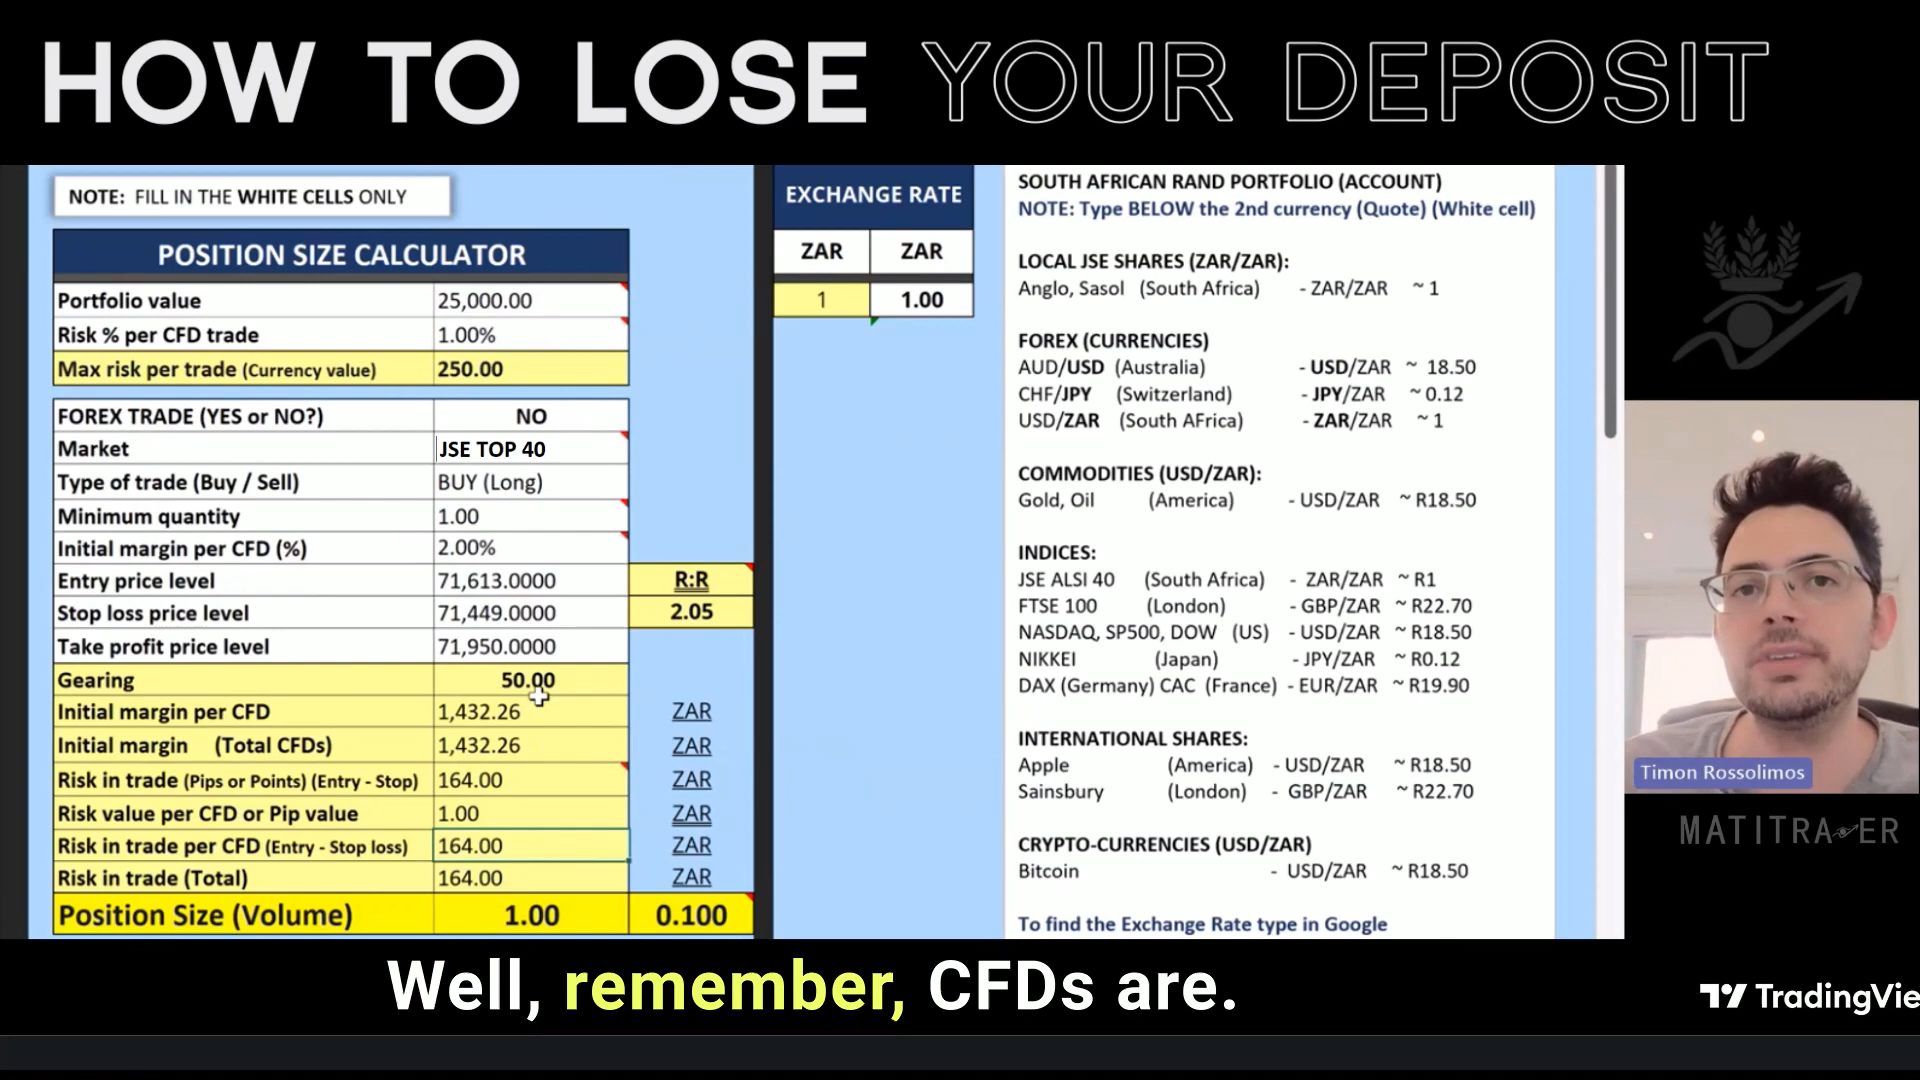 HOW TO LOSE YOUR DEPOSIT
NOTE: FILL IN THE WHITE CELLS ONLY
POSITION SIZE CALCULATOR
Portfolio value 25,000.00
Risk % per CFD trade 1.00%
Max risk per trade (Currency value) 250.00
FOREX TRADE (YES or NO?) NO
Market JSE TOP 40
Type of trade (Buy / Sell) BUY (Long)
Minimum quantity 1.00
Initial margin per CFD (%) 2.00%
Entry price level 71,613.0000 R:R
Stop loss price level 71,449.0000 2.05
Take profit price level 71,950.0000
Gearing 50.00
Initial margin per CFD 1,432.26 ZAR
Initial margin (Total CFDs) 1,432.26 ZAR
Risk in trade (Pips or Points) (Entry - Stop) 164.00 ZAR
Risk value per CFD or Pip value 1.00 ZAR
Risk in trade per CFD (Entry - Stop loss) 164.00 ZAR
Risk in trade (Total) 164.00 ZAR
Position Size (Volume) 1.00 0.100
EXCHANGE RATE
ZAR ZAR
1 1.00
SOUTH AFRICAN RAND PORTFOLIO (ACCOUNT)
NOTE: Type BELOW the 2nd currency (Quote) (White cell)
LOCAL JSE SHARES (ZAR/ZAR):
Anglo, Sasol (South Africa) - ZAR/ZAR ~ 1
FOREX (CURRENCIES)
AUD/USD (Australia) - USD/ZAR ~ 18.50
CHF/JPY (Switzerland) - JPY/ZAR ~ 0.12
USD/ZAR (South AFrica) - ZAR/ZAR ~ 1
COMMODITIES (USD/ZAR):
Gold, Oil (America) - USD/ZAR ~ R18.50
INDICES:
JSE ALSI 40 (South Africa) - ZAR/ZAR ~ R1
FTSE 100 (London) - GBP/ZAR ~ R22.70
NASDAQ, SP500, DOW (US) - USD/ZAR ~ R18.50
NIKKEI (Japan) - JPY/ZAR ~ R0.12
DAX (Germany) CAC (France) - EUR/ZAR ~ R19.90
INTERNATIONAL SHARES:
Apple (America) - USD/ZAR ~ R18.50
Sainsbury (London) - GBP/ZAR ~ R22.70
CRYPTO-CURRENCIES (USD/ZAR)
Bitcoin - USD/ZAR ~ R18.50
To find the Exchange Rate type in Google
Timon Rossolimos
MATITRADER
Well, remember, CFDs are.
TradingVie